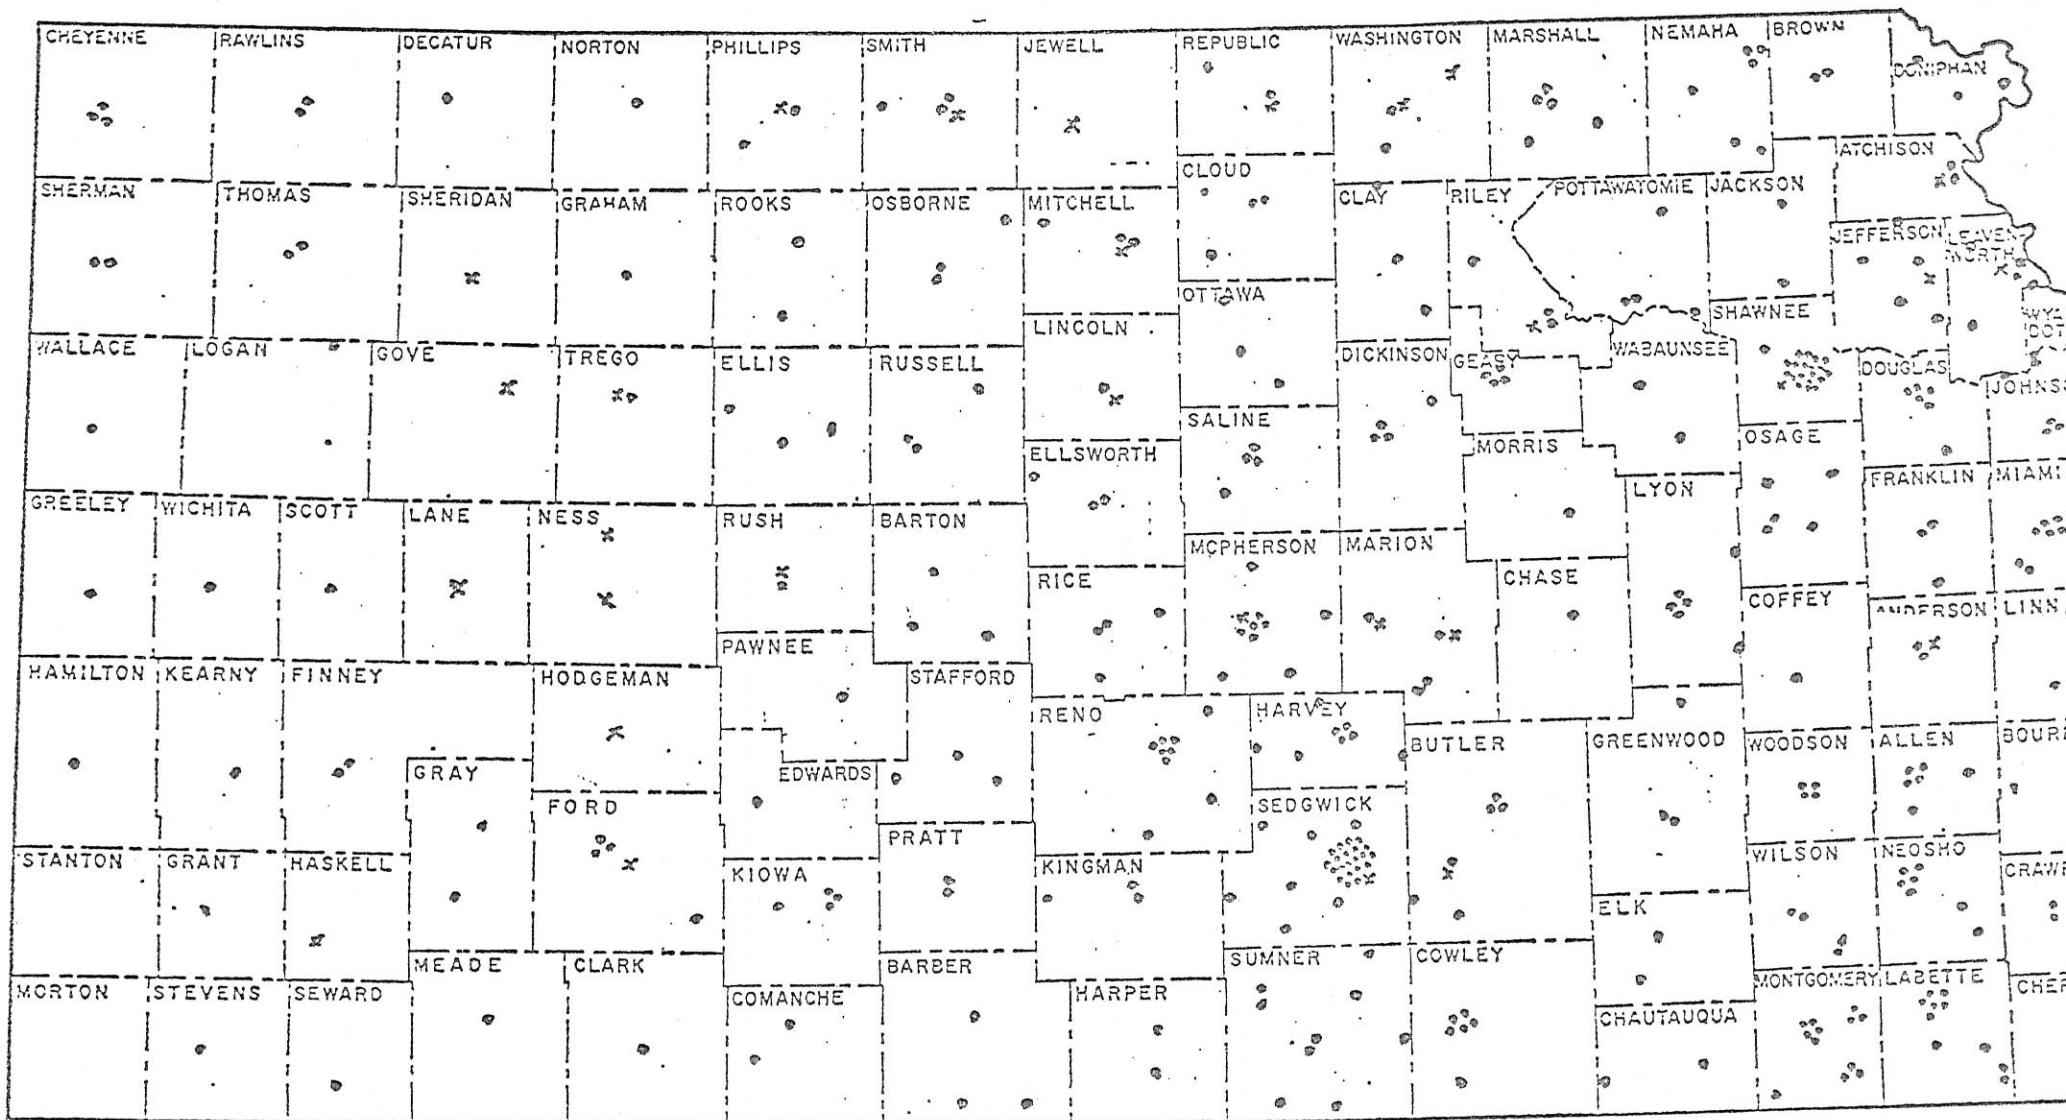 CHEYENNE
RAWLINS
DECATUR
NORTON
PHILLIPS
SMITH
JEWELL
REPUBLIC
WASHINGTON
MARSHALL
NEMAHA
BROWN
DONIPHAN
ATCHISON
CLOUD
SHERMAN
THOMAS
SHERIDAN
GRAHAM
ROOKS
OSBORNE
MITCHELL
CLAY
RILEY
POTTAWATOMIE
JACKSON
JEFFERSON
LEAVEN-
WORTH
OTTAWA
SHAWNEE
LINCOLN
WALLACE
LOGAN
GOVE
TREGO
ELLIS
RUSSELL
DICKINSON
GEARY
WABAUNSEE
DOUGLAS
SALINE
ELLSWORTH
MORRIS
OSAGE
FRANKLIN
MIAMI
LYON
GREELEY
WICHITA
SCOTT
LANE
NESS
RUSH
BARTON
MCPHERSON
MARION
RICE
CHASE
COFFEY
ANDERSON
LINN
PAWNEE
HAMILTON
KEARNY
FINNEY
HODGEMAN
STAFFORD
RENO
HARVEY
BUTLER
GREENWOOD
WOODSON
ALLEN
GRAY
EDWARDS
FORD
SEDGWICK
PRATT
STANTON
GRANT
HASKELL
KIOWA
KINGMAN
WILSON
NEOSHO
ELK
MEADE
CLARK
BARBER
SUMNER
COWLEY
MONTGOMERY
LABETTE
MORTON
STEVENS
SEWARD
COMANCHE
HARPER
CHAUTAUQUA